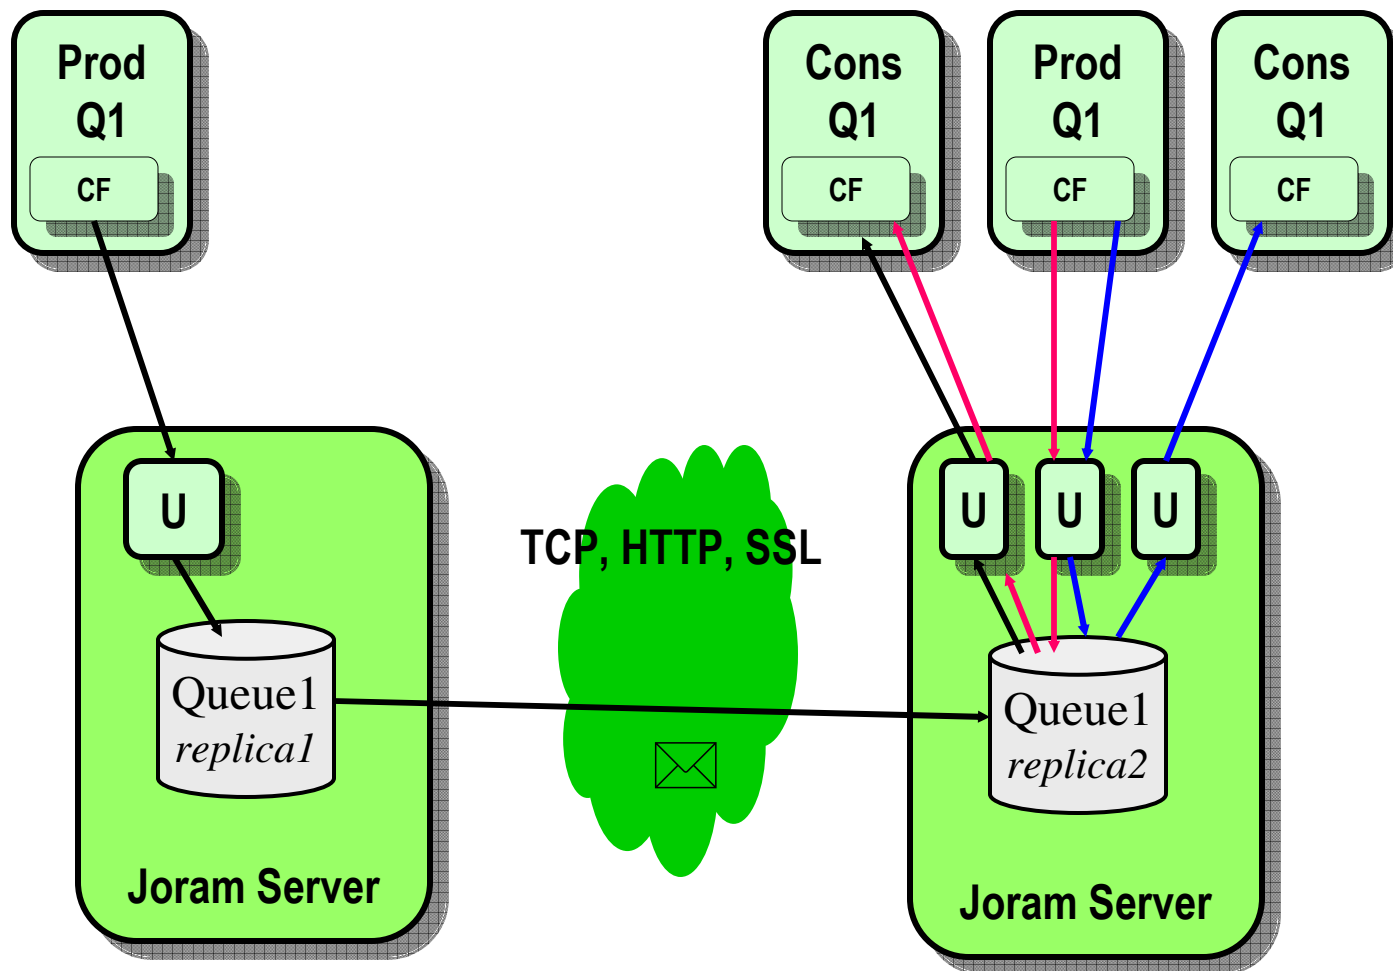 Prod
Q1
CF
Cons
Q1
CF
Prod
Q1
CF
Cons
Q1
CF
U
Queue1
replica1
Joram Server
TCP, HTTP, SSL
U
U
U
Queue1
replica2
Joram Server